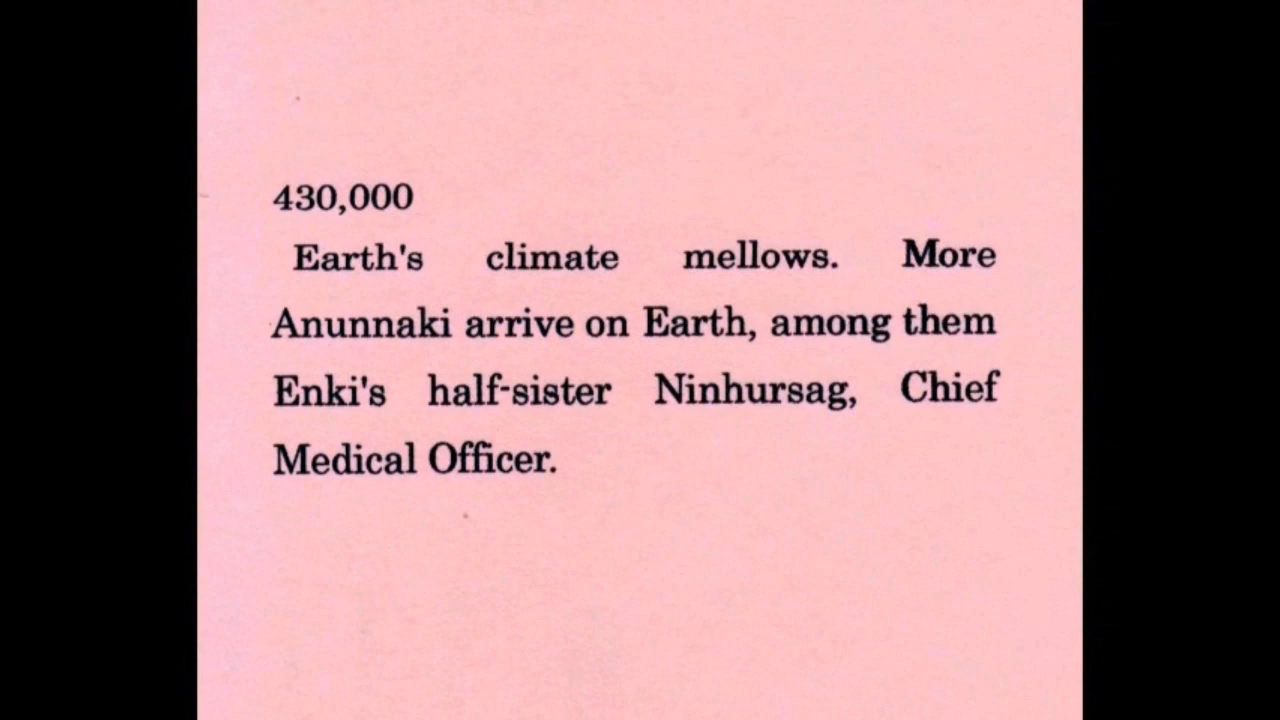 430,000
Earth's climate mellows. More
Anunnaki arrive on Earth, among them
Enki's half-sister Ninhursag, Chief
Medical Officer.